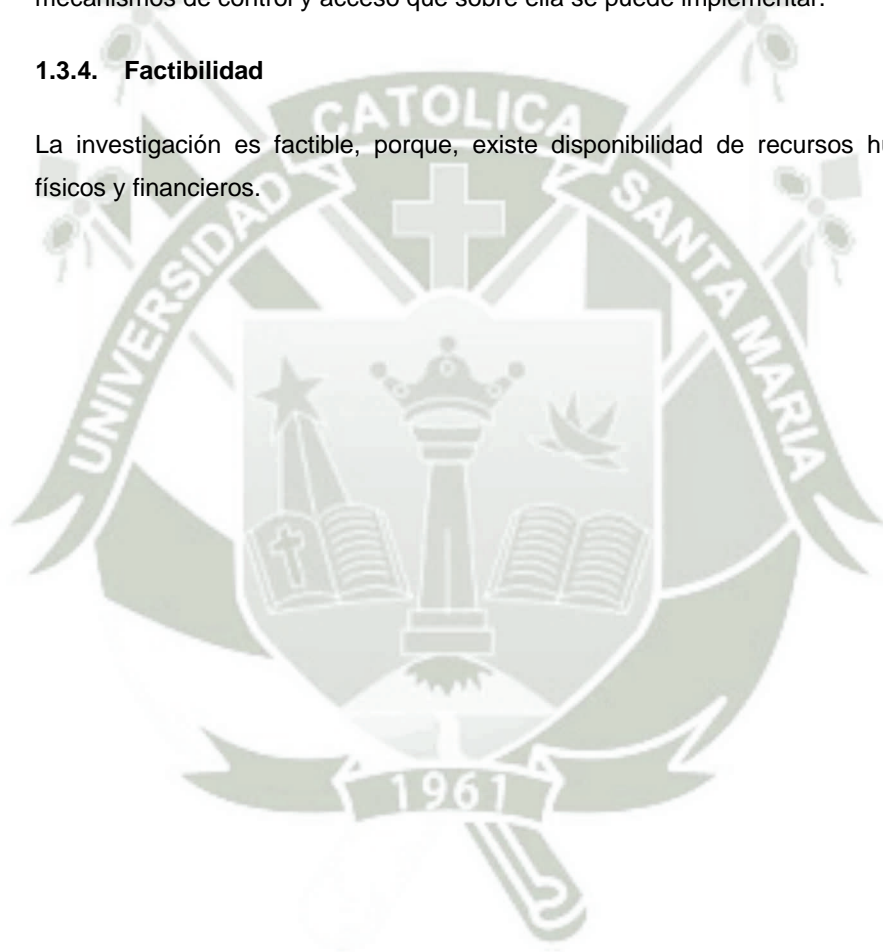 mecanismos de control y acceso que sobre ella se puede implementar.
1.3.4. Factibilidad
La investigación es factible, porque, existe disponibilidad de recursos
físicos y financieros.
UNIVERSIDAD CATOLICA SANTA MARIA
1961